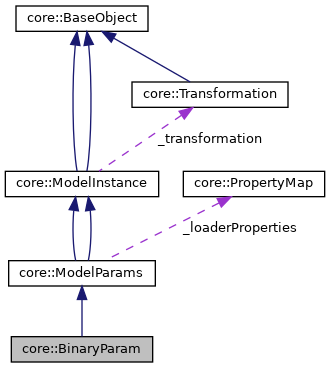 core::BaseObject
core::Transformation
_transformation
core::ModelInstance
core::PropertyMap
_loaderProperties
core::ModelParams
core::BinaryParam